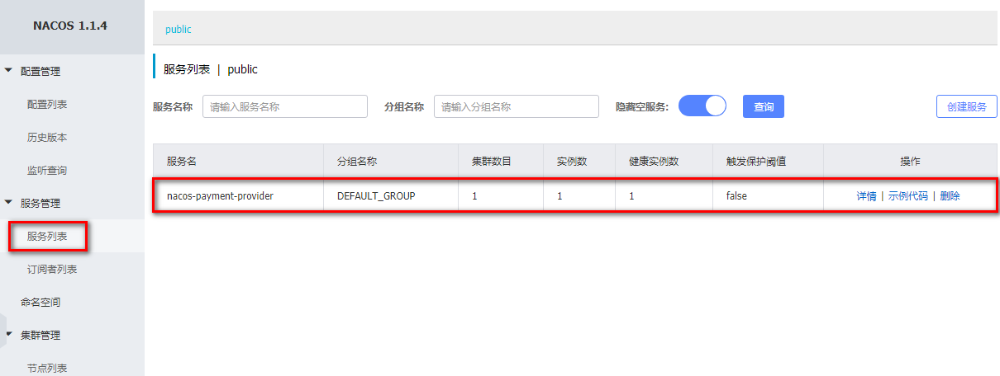 NACOS 1.1.4
配置管理
配置列表
历史版本
监听查询
服务管理
服务列表
订阅者列表
命名空间
集群管理
节点列表
public
服务列表 | public
服务名称 请输入服务名称 分组名称 请输入分组名称 隐藏空服务: 查询 创建服务
服务名 分组名称 集群数目 实例数 健康实例数 触发保护阈值 操作
nacos-payment-provider DEFAULT_GROUP 1 1 1 false 详情 | 示例代码 | 删除